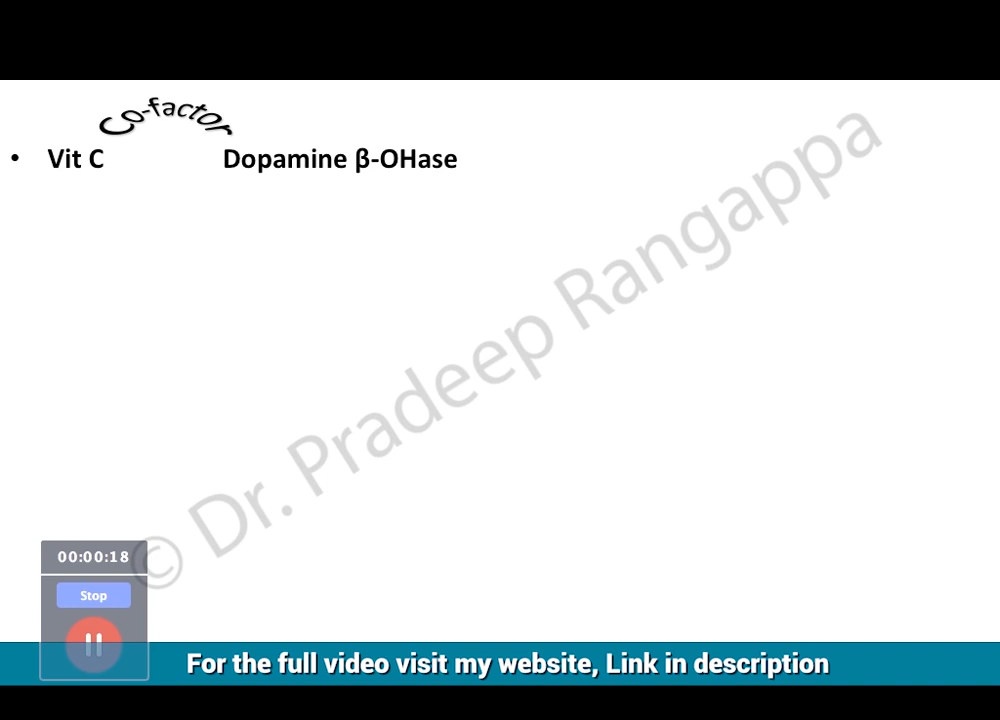 Co-factor
• Vit C Dopamine β-OHase
© Dr. Pradeep Rangappa
00:00:18
Stop
For the full video visit my website, Link in description